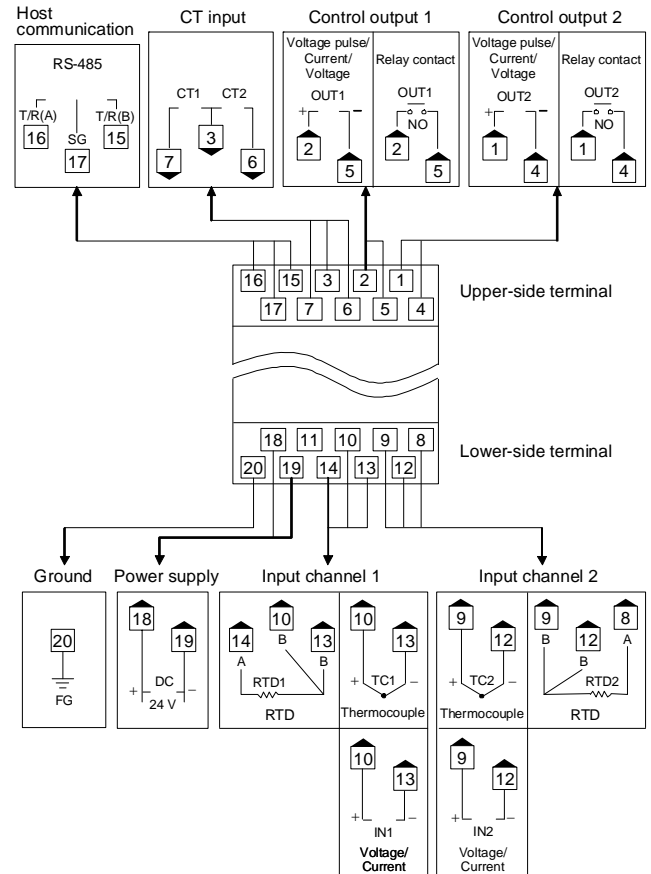 Host
communication
RS-485
T/R(A)
T/R(B)
16
SG
15
17
CT input
CT1
CT2
3
7
6
Control output 1
Voltage pulse/
Current/
Voltage
OUT1
+
−
2
5
Relay contact
OUT1
NO
2
5
Control output 2
Voltage pulse/
Current/
Voltage
OUT2
+
−
1
4
Relay contact
OUT2
NO
1
4
16 15 3 2 1
17 7 6 5 4
Upper-side terminal
18 11 10 9 8
20 19 14 13 12
Lower-side terminal
Ground
20
FG
Power supply
18
19
+ DC −
24 V
Input channel 1
10
14 B 13
A B
RTD1
RTD
10
13
+ TC1 −
Thermocouple
10
13
+ −
IN1
Voltage/
Current
Input channel 2
9
12
+ TC2 −
Thermocouple
9 8
B 12 A
B
RTD2
RTD
9
12
+ −
IN2
Voltage/
Current